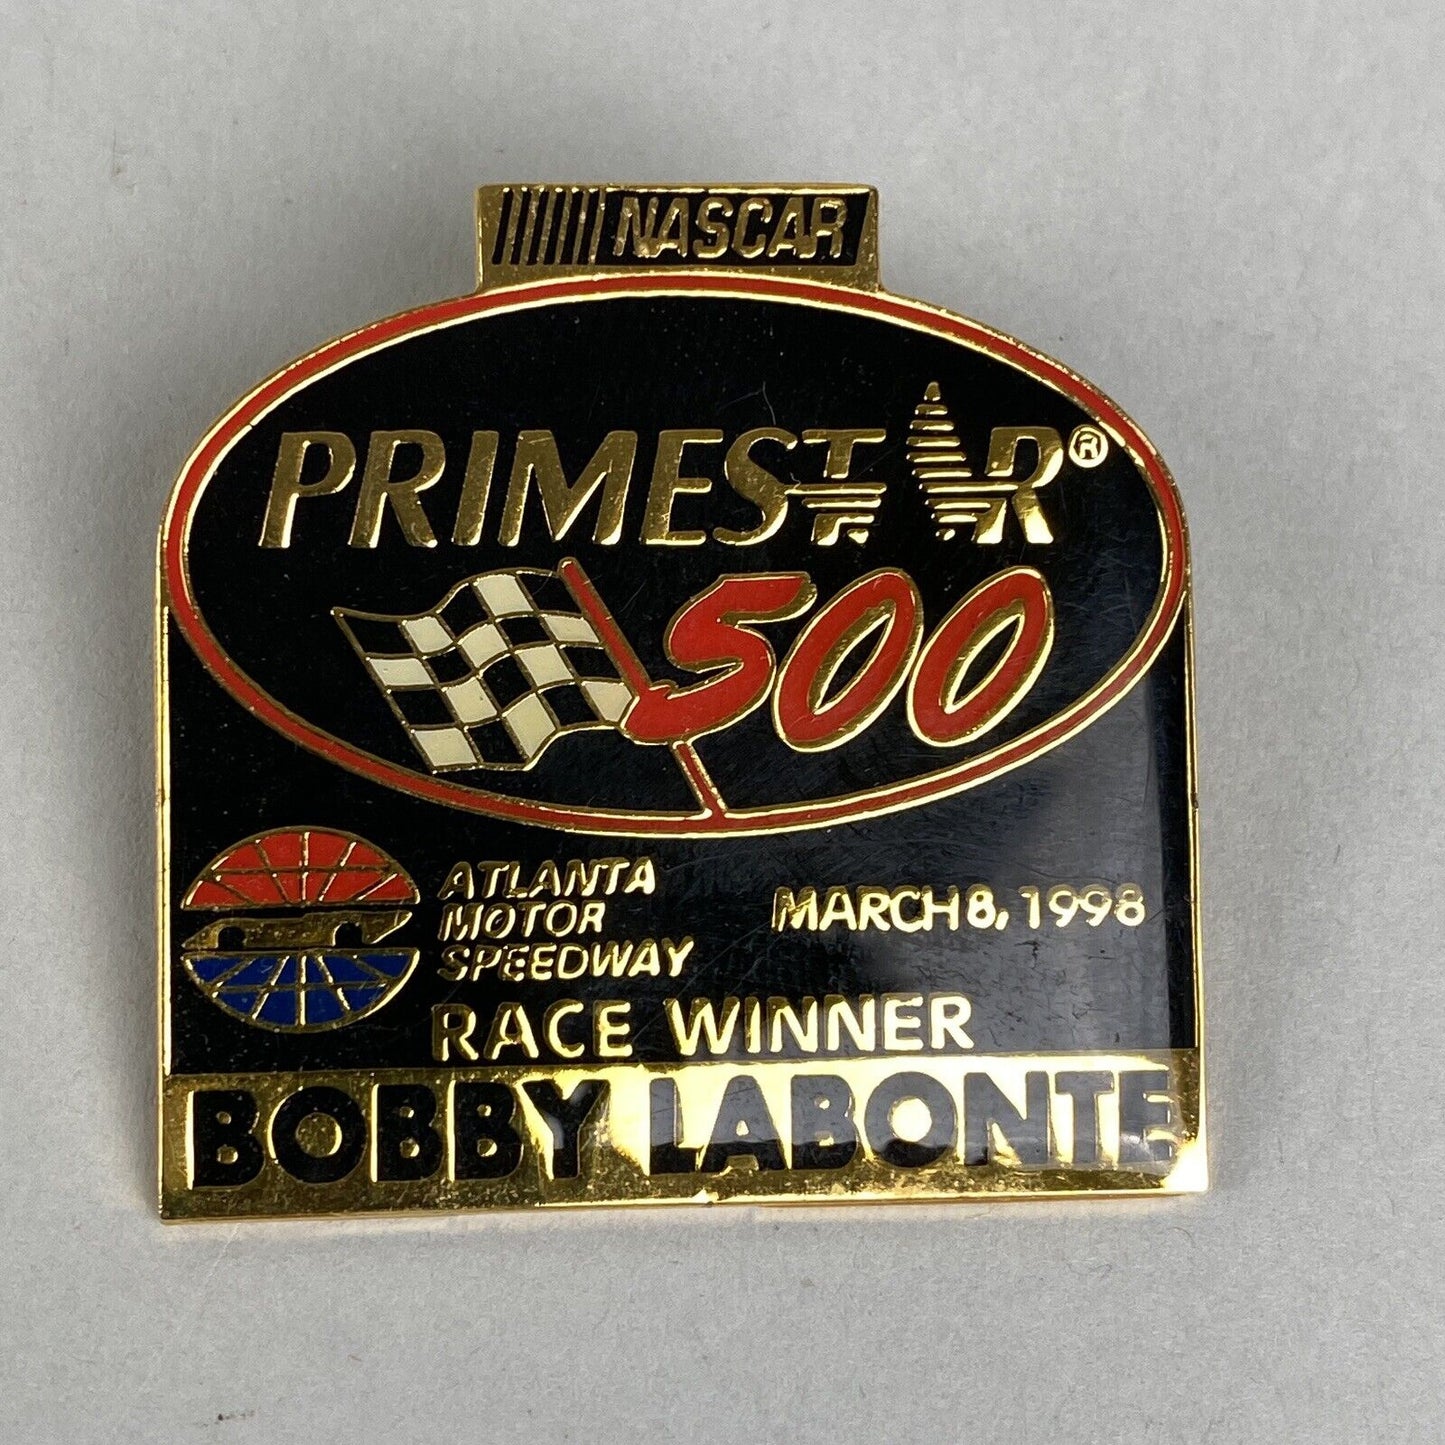 NASCAR
PRIMESTAR®
500
ATLANTA
MOTOR
SPEEDWAY
MARCH 8, 1998
RACE WINNER
BOBBY LABONTE